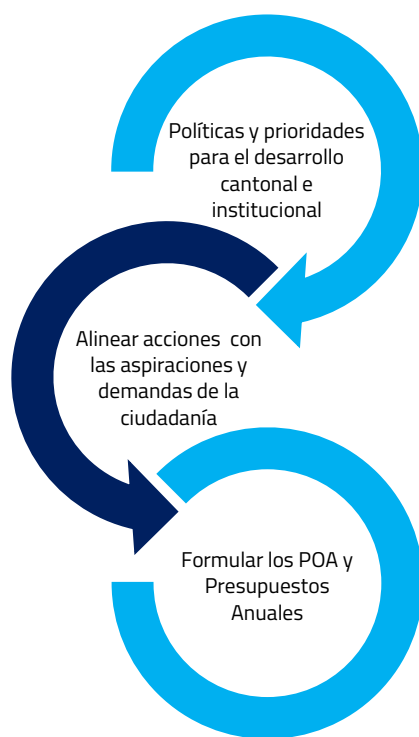 Políticas y prioridades
para el desarrollo
cantonal e
institucional
Alinear acciones con
las aspiraciones y
demandas de la
ciudadanía
Formular los POA y
Presupuestos
Anuales